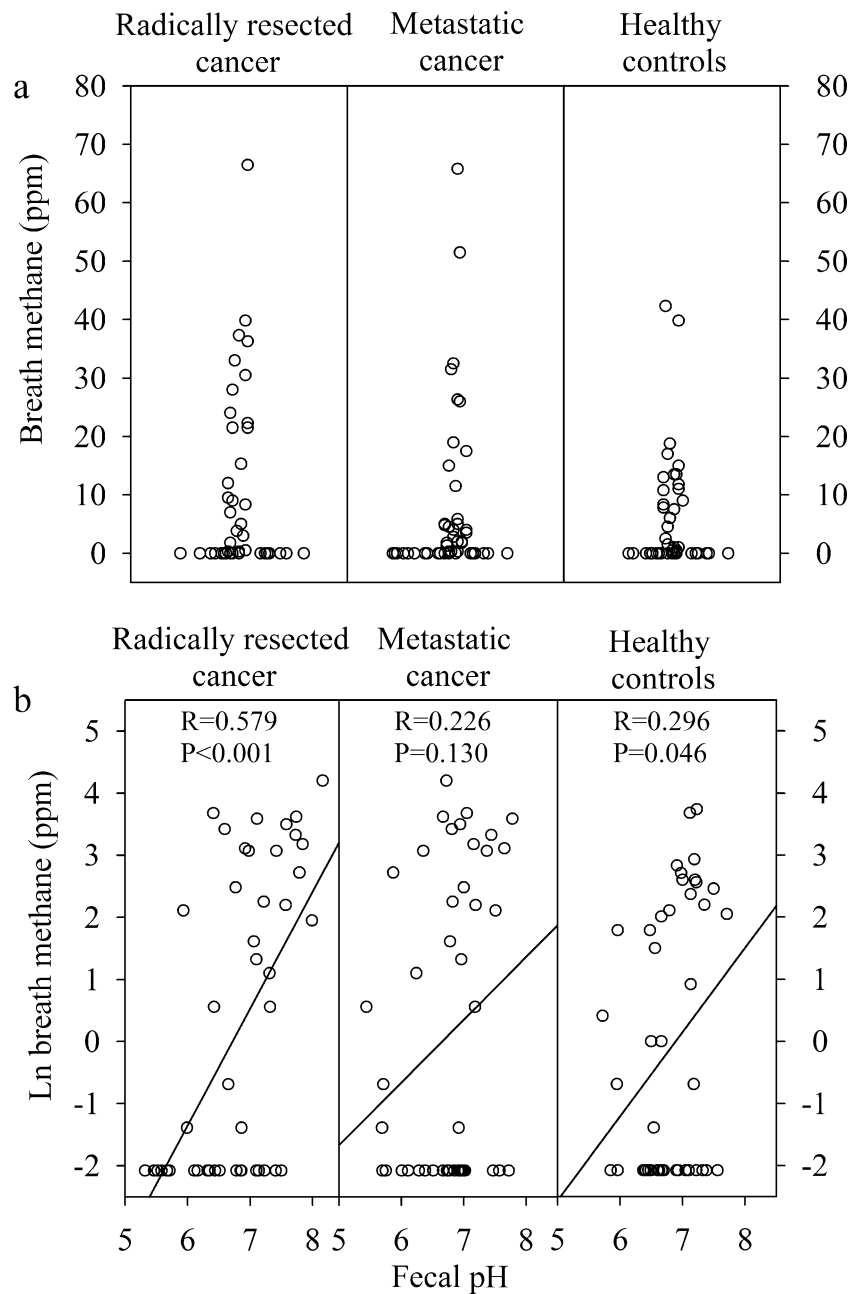 Radically resected cancer
Metastatic cancer
Healthy controls
a
Breath methane (ppm)
80 80
70 70
60 60
50 50
40 40
30 30
20 20
10 10
0 0
Radically resected cancer
Metastatic cancer
Healthy controls
b
Ln breath methane (ppm)
R=0.579
P<0.001
R=0.226
P=0.130
R=0.296
P=0.046
5 5
4 4
3 3
2 2
1 1
0 0
-1 -1
-2 -2
5 6 7 8 5 6 7 8 5 6 7 8
Fecal pH